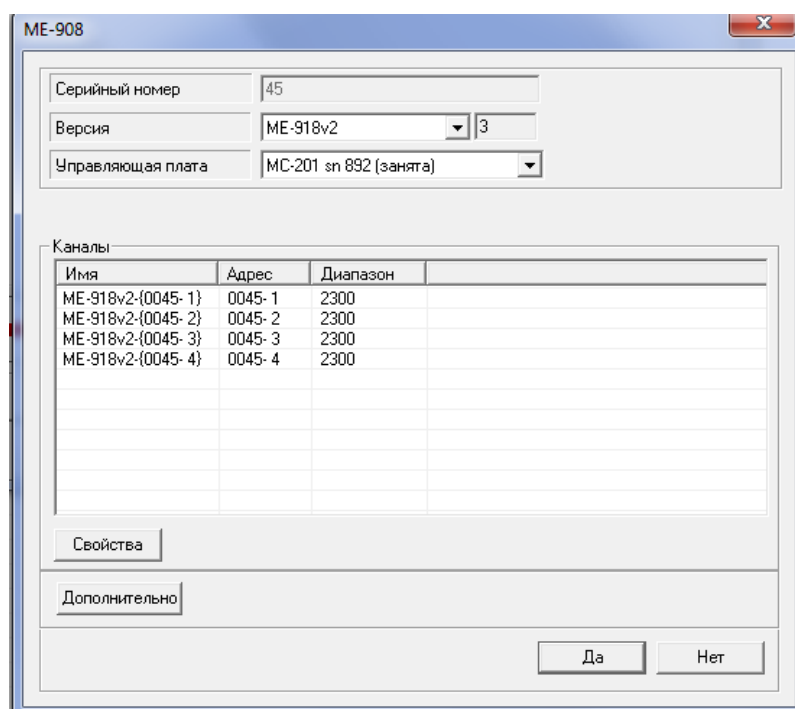 ME-908
Серийный номер 45
Версия ME-918v2 3
Управляющая плата MC-201 sn 892 (занята)
Каналы
Имя Адрес Диапазон
ME-918v2-{0045- 1} 0045- 1 2300
ME-918v2-{0045- 2} 0045- 2 2300
ME-918v2-{0045- 3} 0045- 3 2300
ME-918v2-{0045- 4} 0045- 4 2300
Свойства
Дополнительно
Да Нет